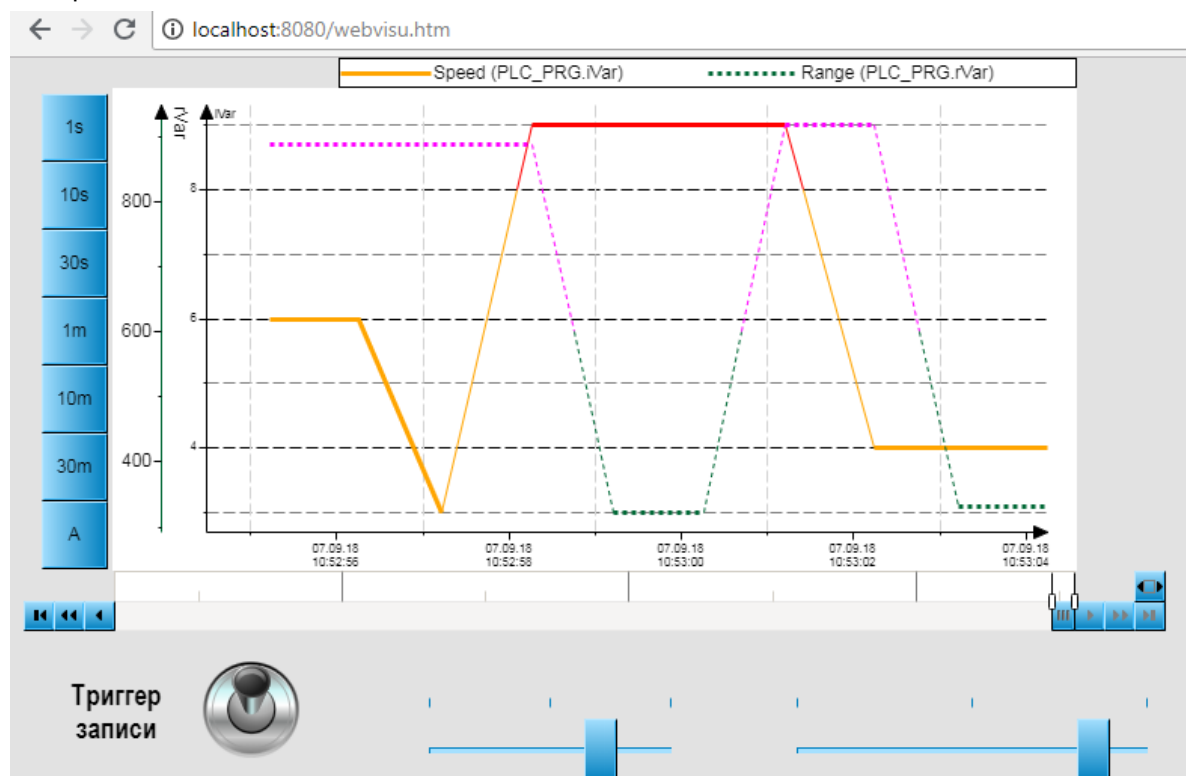 localhost:8080/webvisu.htm
Speed (PLC_PRG.iVar) Range (PLC_PRG.rVar)
1s
10s
30s
1m
10m
30m
A
rVar
800
600
400
iVar
8
6
4
07.09.18 07.09.18 07.09.18 07.09.18 07.09.18
10:52:56 10:52:58 10:53:00 10:53:02 10:53:04
Триггер
записи